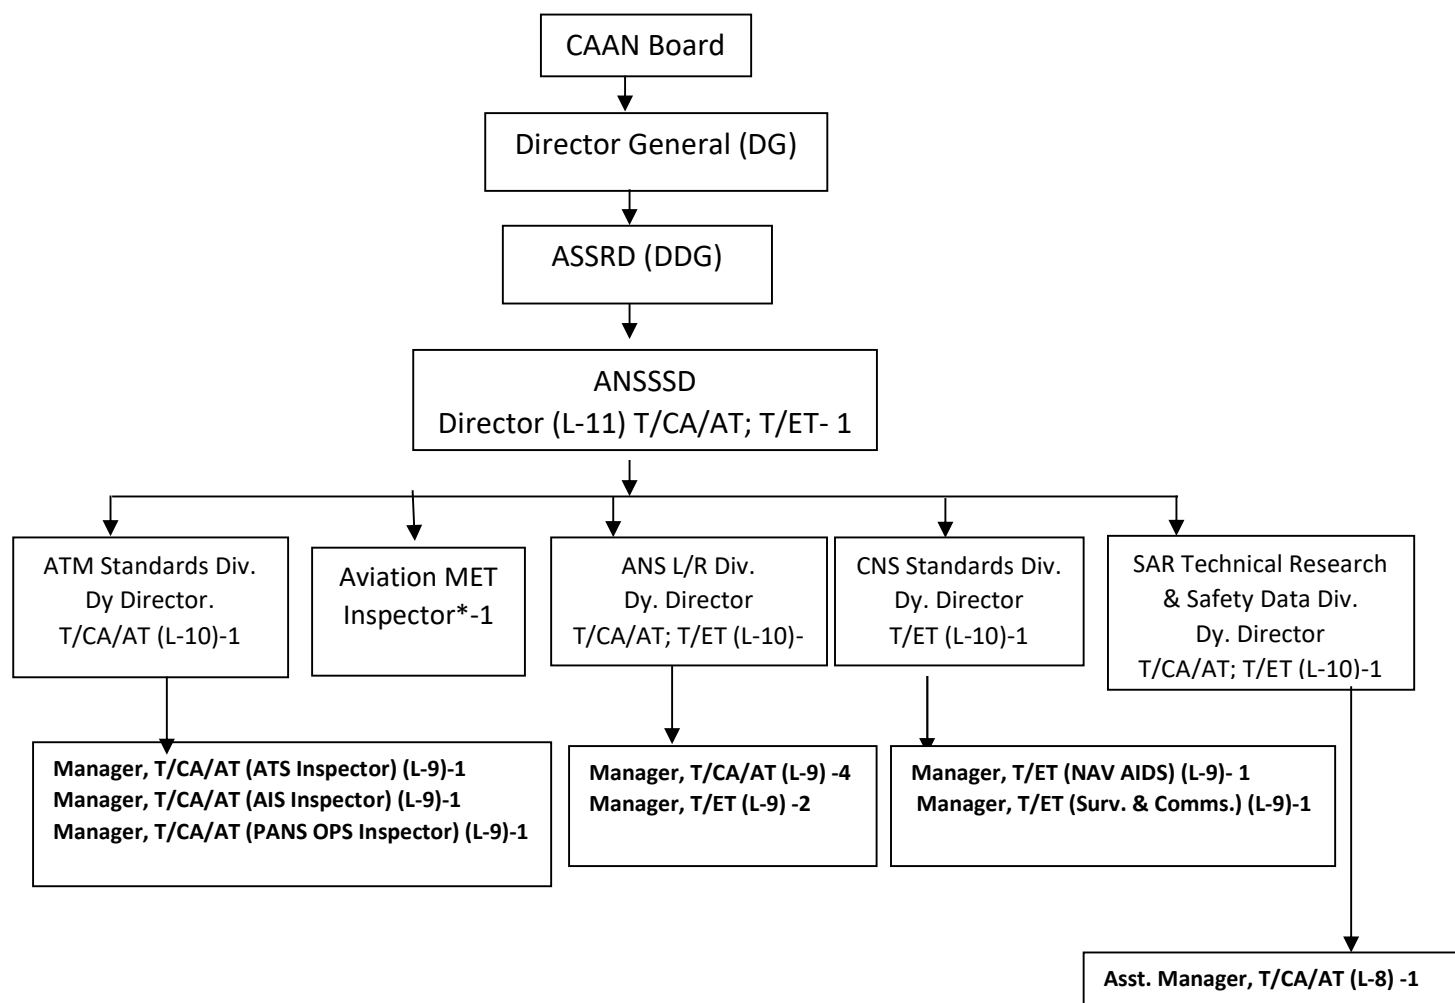 CAAN Board
Director General (DG)
ASSRD (DDG)
ANSSSD
Director (L-11) T/CA/AT; T/ET- 1
ATM Standards Div.
Dy Director.
T/CA/AT (L-10)-1
Aviation MET
Inspector*-1
ANS L/R Div.
Dy. Director
T/CA/AT; T/ET (L-10)-
CNS Standards Div.
Dy. Director
T/ET (L-10)-1
SAR Technical Research
& Safety Data Div.
Dy. Director
T/CA/AT; T/ET (L-10)-1
Manager, T/CA/AT (ATS Inspector) (L-9)-1
Manager, T/CA/AT (AIS Inspector) (L-9)-1
Manager, T/CA/AT (PANS OPS Inspector) (L-9)-1
Manager, T/CA/AT (L-9) -4
Manager, T/ET (L-9) -2
Manager, T/ET (NAV AIDS) (L-9)- 1
Manager, T/ET (Surv. & Comms.) (L-9)-1
Asst. Manager, T/CA/AT (L-8) -1